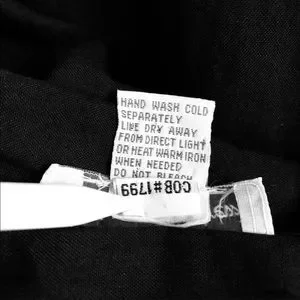 HAND WASH COLD
SEPARATELY
LINE DRY AWAY
FROM DIRECT LIGHT
OR HEAT WARM IRON
WHEN NEEDED
DO NOT BLEACH
COB#1799